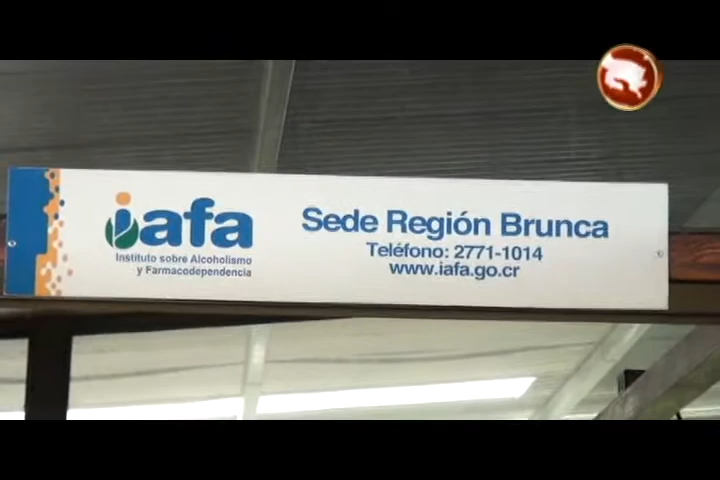 iafa
Instituto sobre Alcoholismo
y Farmacodependencia
Sede Región Brunca
Teléfono: 2771-1014
www.iafa.go.cr